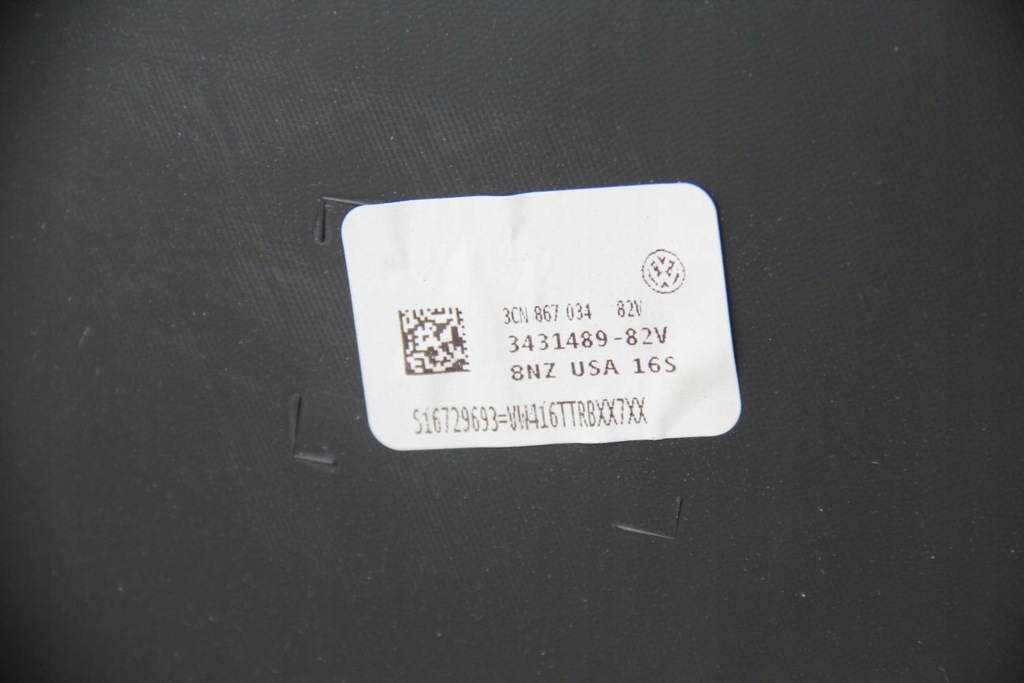 3CN 867 034 82V
3431489-82V
8NZ USA 16S
S16729693=VW416TTRBXX7XX